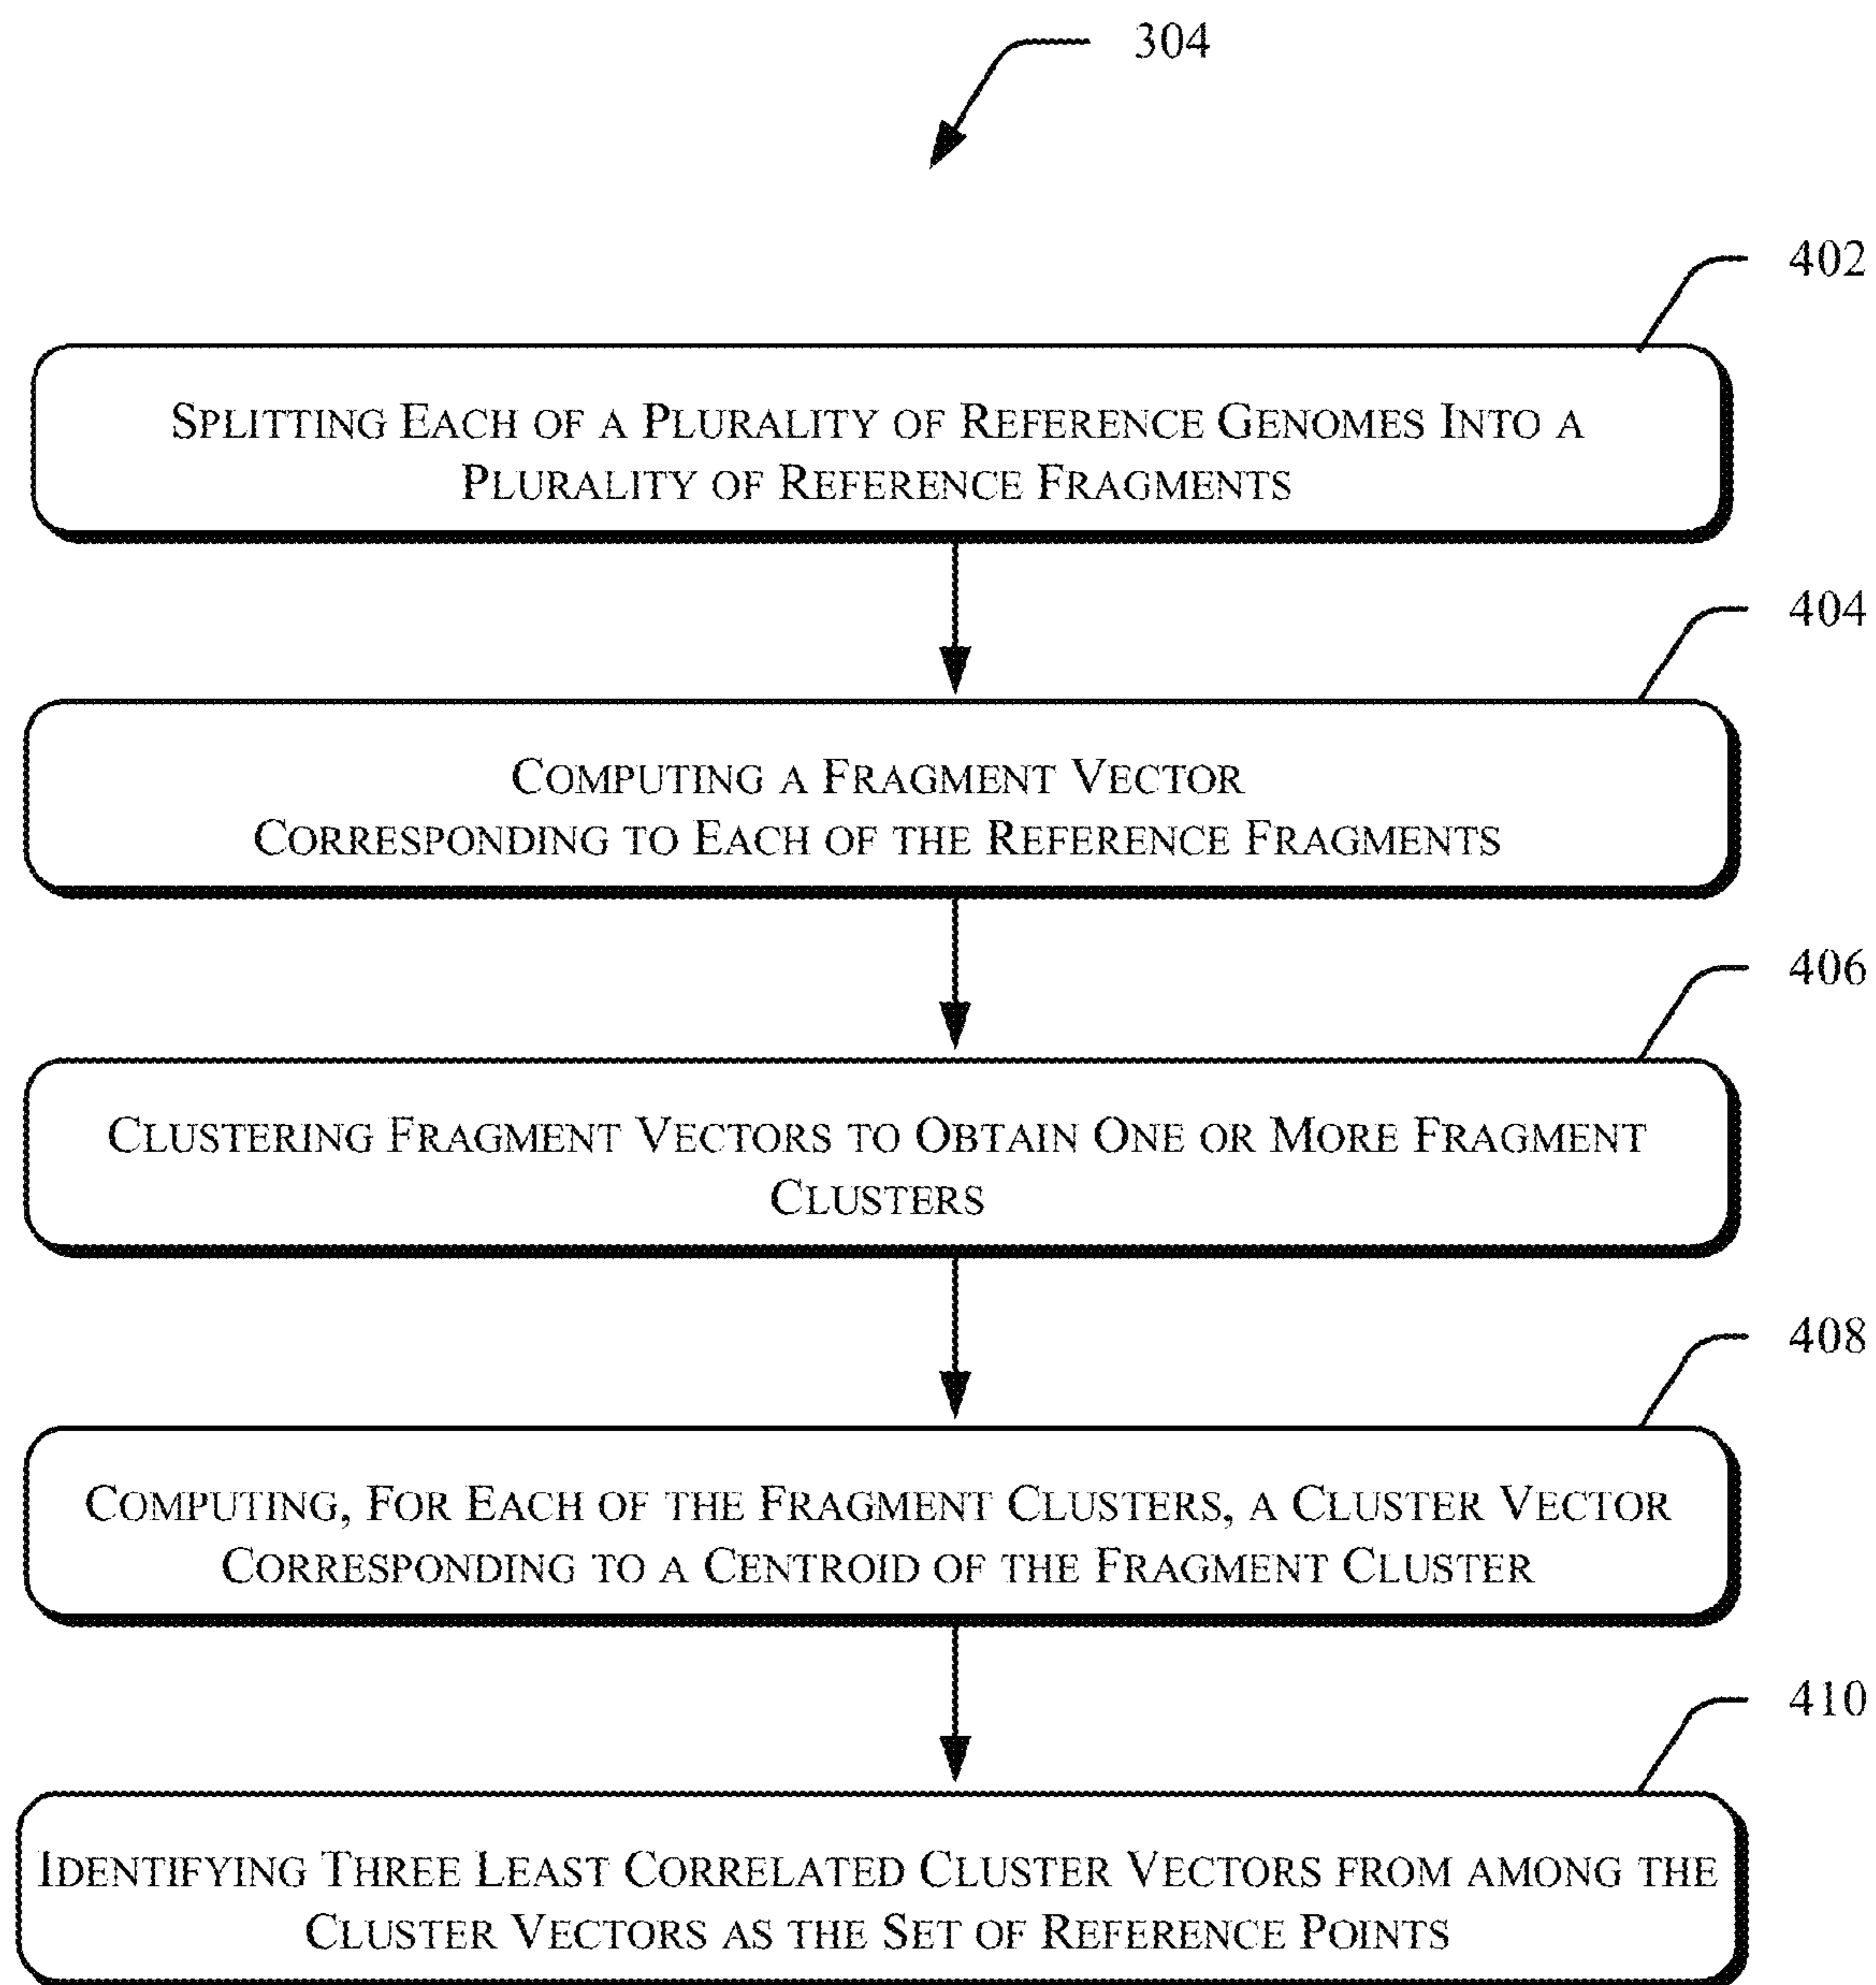 304
402
SPLITTING EACH OF A PLURALITY OF REFERENCE GENOMES INTO A
PLURALITY OF REFERENCE FRAGMENTS
404
COMPUTING A FRAGMENT VECTOR
CORRESPONDING TO EACH OF THE REFERENCE FRAGMENTS
406
CLUSTERING FRAGMENT VECTORS TO OBTAIN ONE OR MORE FRAGMENT
CLUSTERS
408
COMPUTING, FOR EACH OF THE FRAGMENT CLUSTERS, A CLUSTER VECTOR
CORRESPONDING TO A CENTROID OF THE FRAGMENT CLUSTER
410
IDENTIFYING THREE LEAST CORRELATED CLUSTER VECTORS FROM AMONG THE
CLUSTER VECTORS AS THE SET OF REFERENCE POINTS